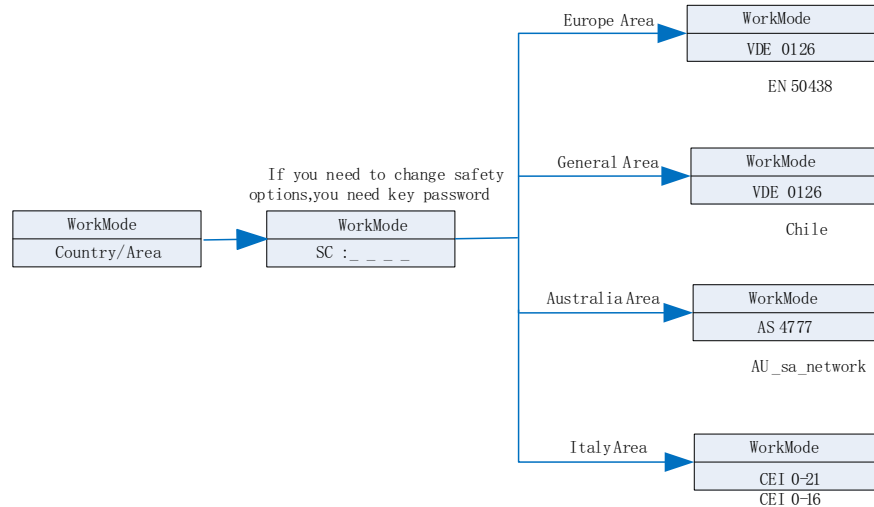 Europe Area
WorkMode
VDE 0126
EN 50438
If you need to change safety
options,you need key password
General Area
WorkMode
VDE 0126
Chile
WorkMode
Country/Area
WorkMode
SC :_ _ _ _
Australia Area
WorkMode
AS 4777
AU_sa_network
Italy Area
WorkMode
CEI 0-21
CEI 0-16